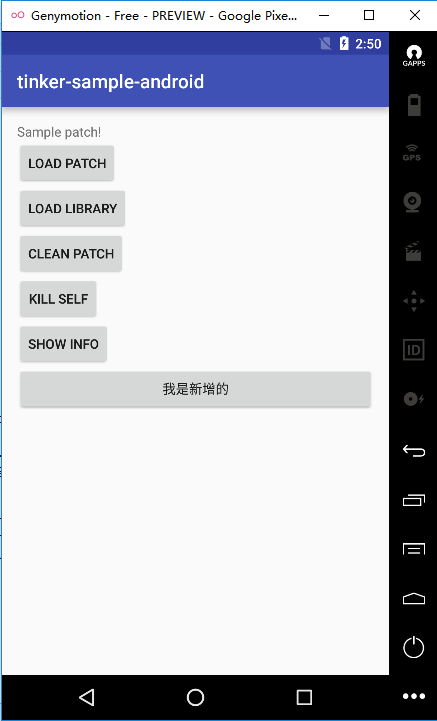 Genymotion - Free - PREVIEW - Google Pixe...
2:50
GAPPS
tinker-sample-android
Sample patch!
LOAD PATCH
GPS
LOAD LIBRARY
CLEAN PATCH
KILL SELF
SHOW INFO
ID
我是新增的